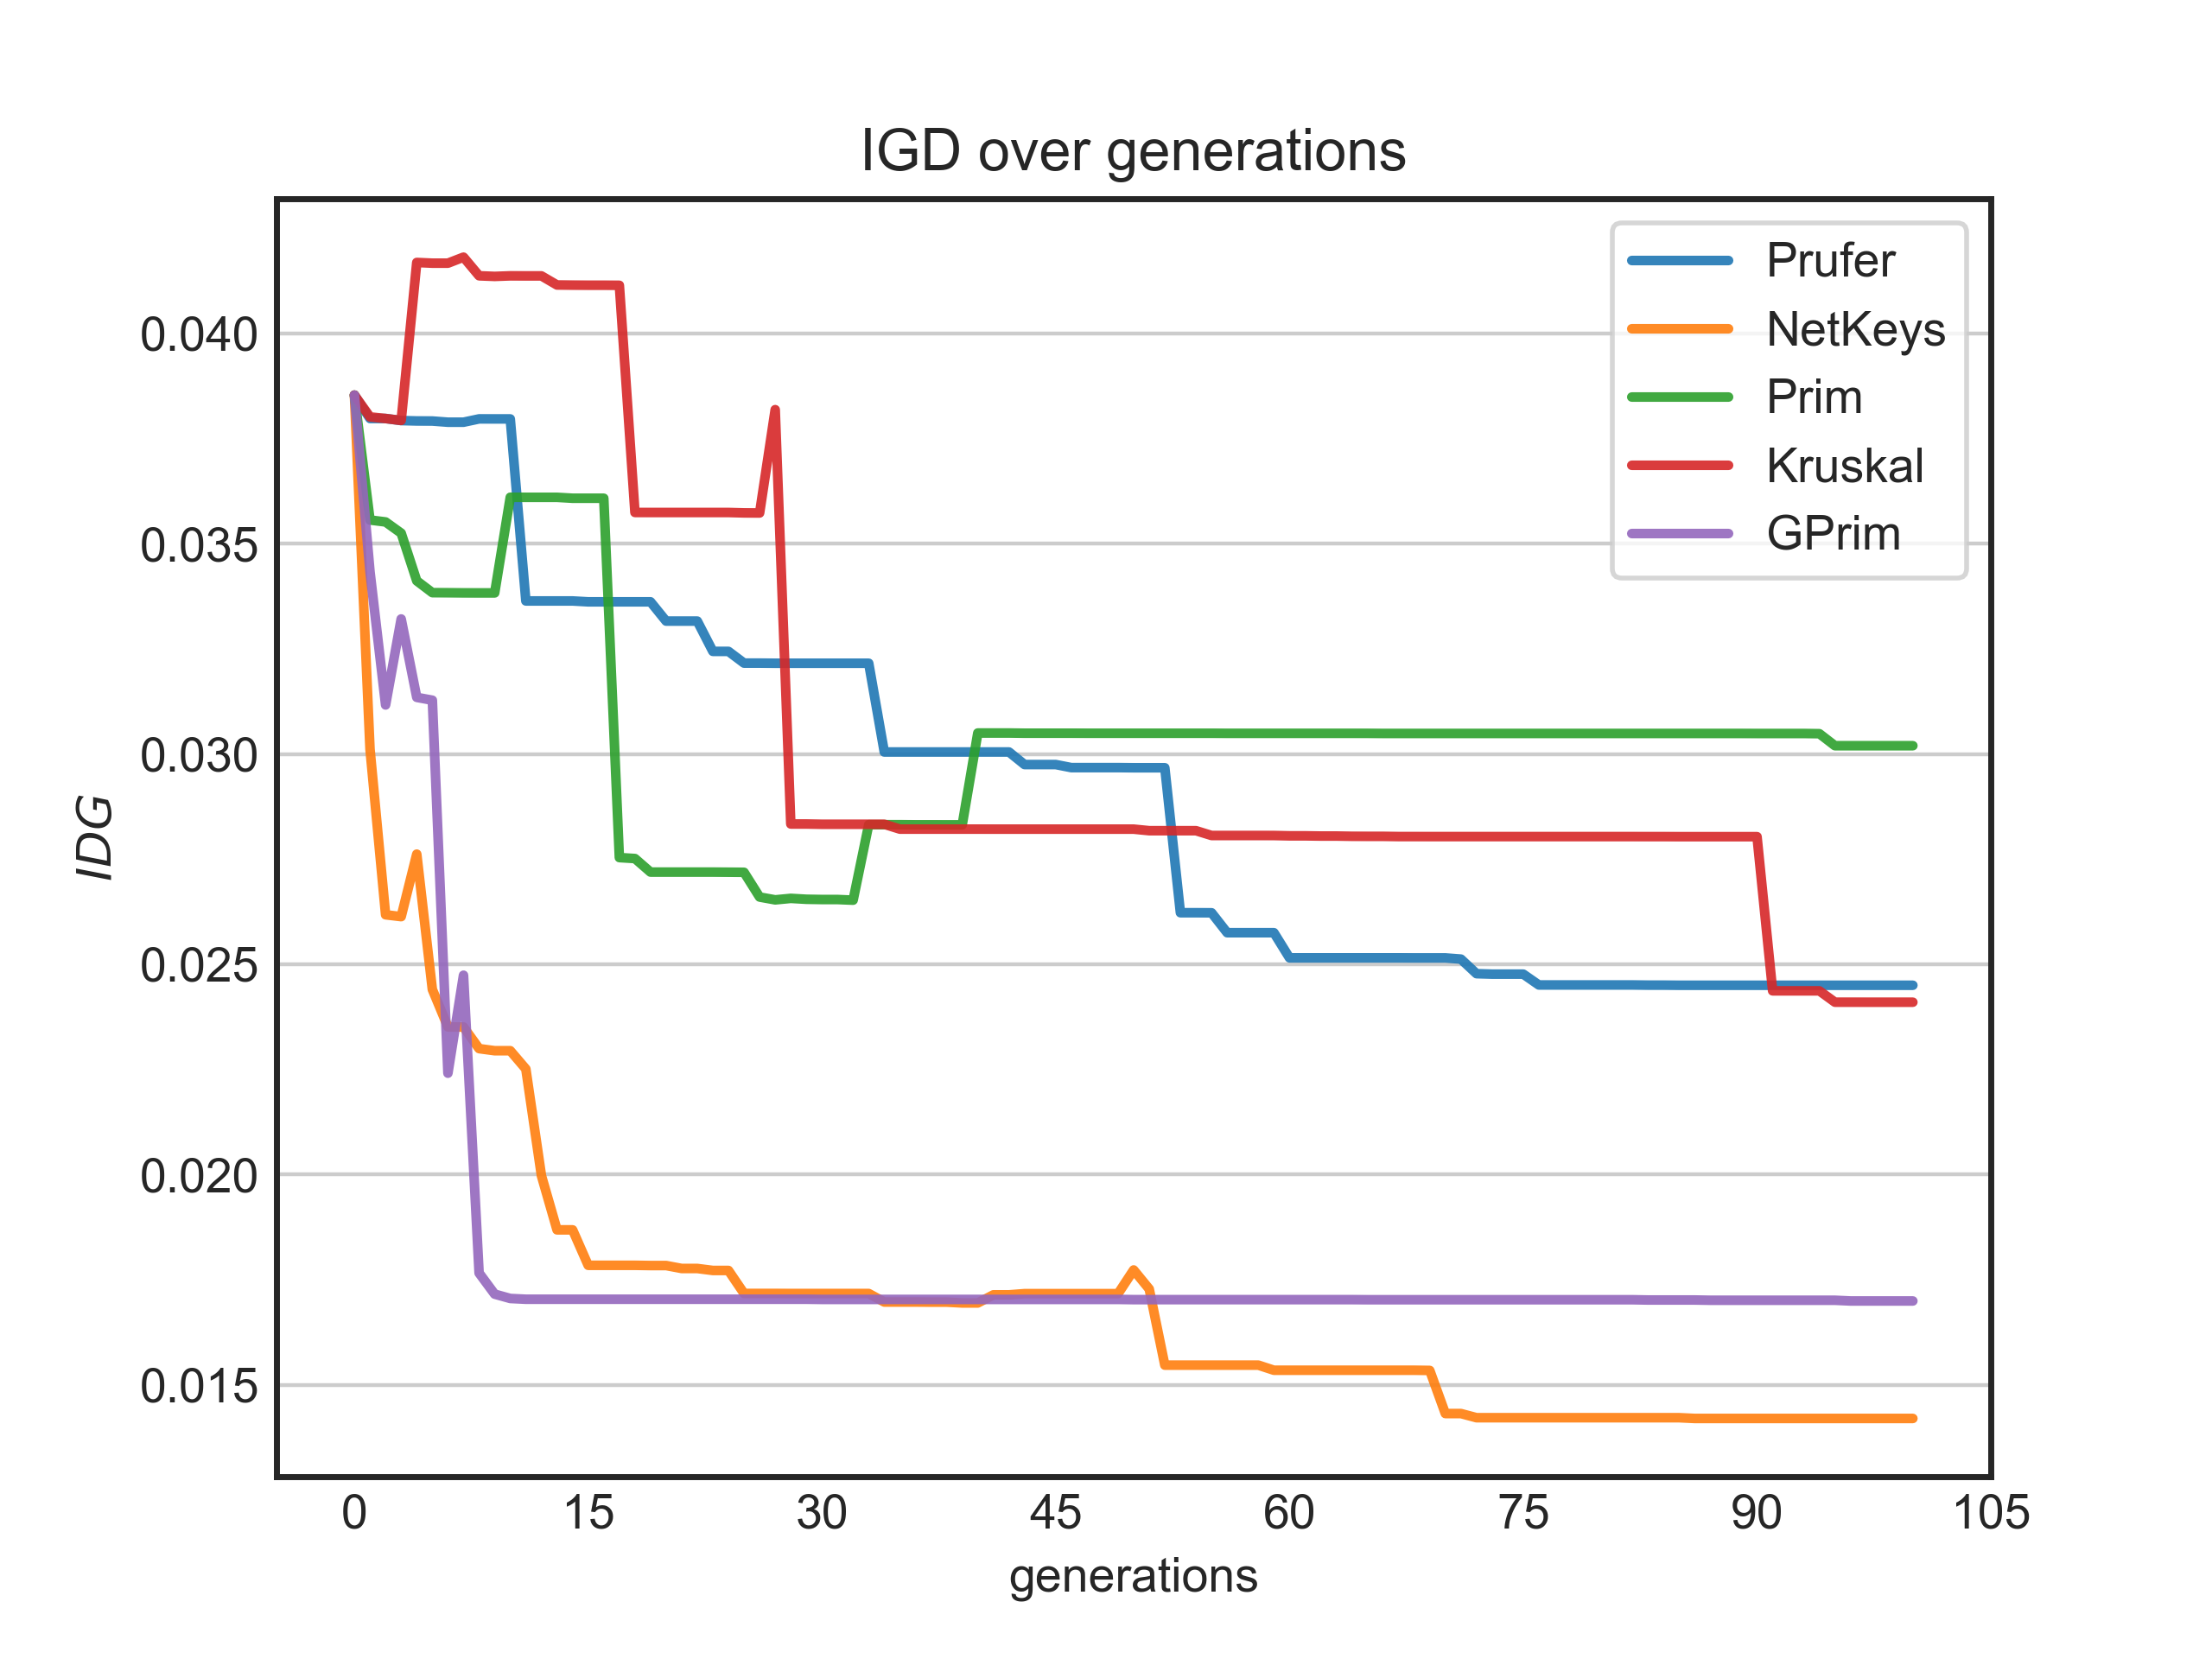 IGD over generations
Prufer
NetKeys
Prim
Kruskal
GPrim
0.040
0.035
0.030
0.025
0.020
0.015
IDG
0 15 30 45 60 75 90 105
generations